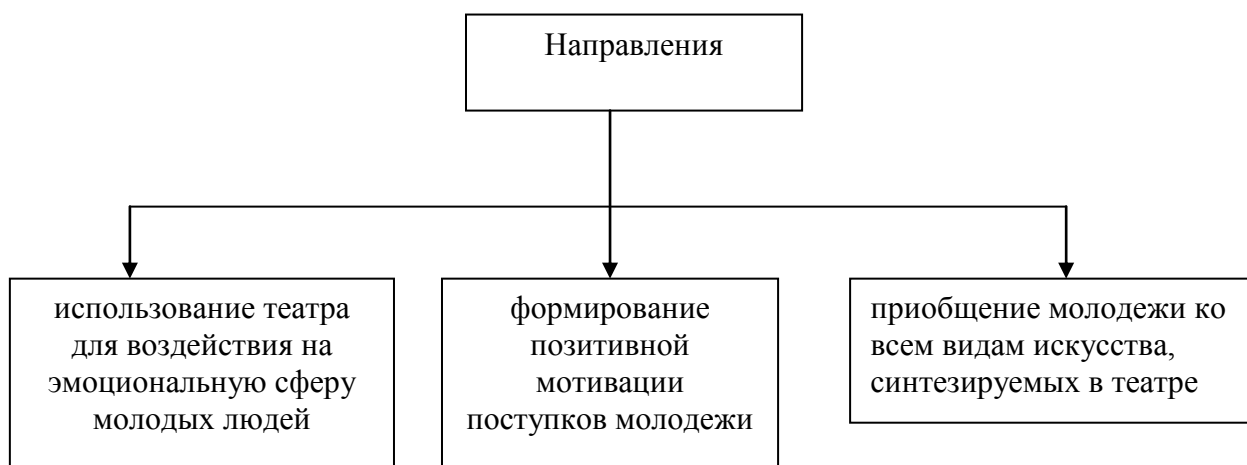 Направления
использование театра
для воздействия на
эмоциональную сферу
молодых людей
формирование
позитивной
мотивации
поступков молодежи
приобщение молодежи ко
всем видам искусства,
синтезируемых в театре